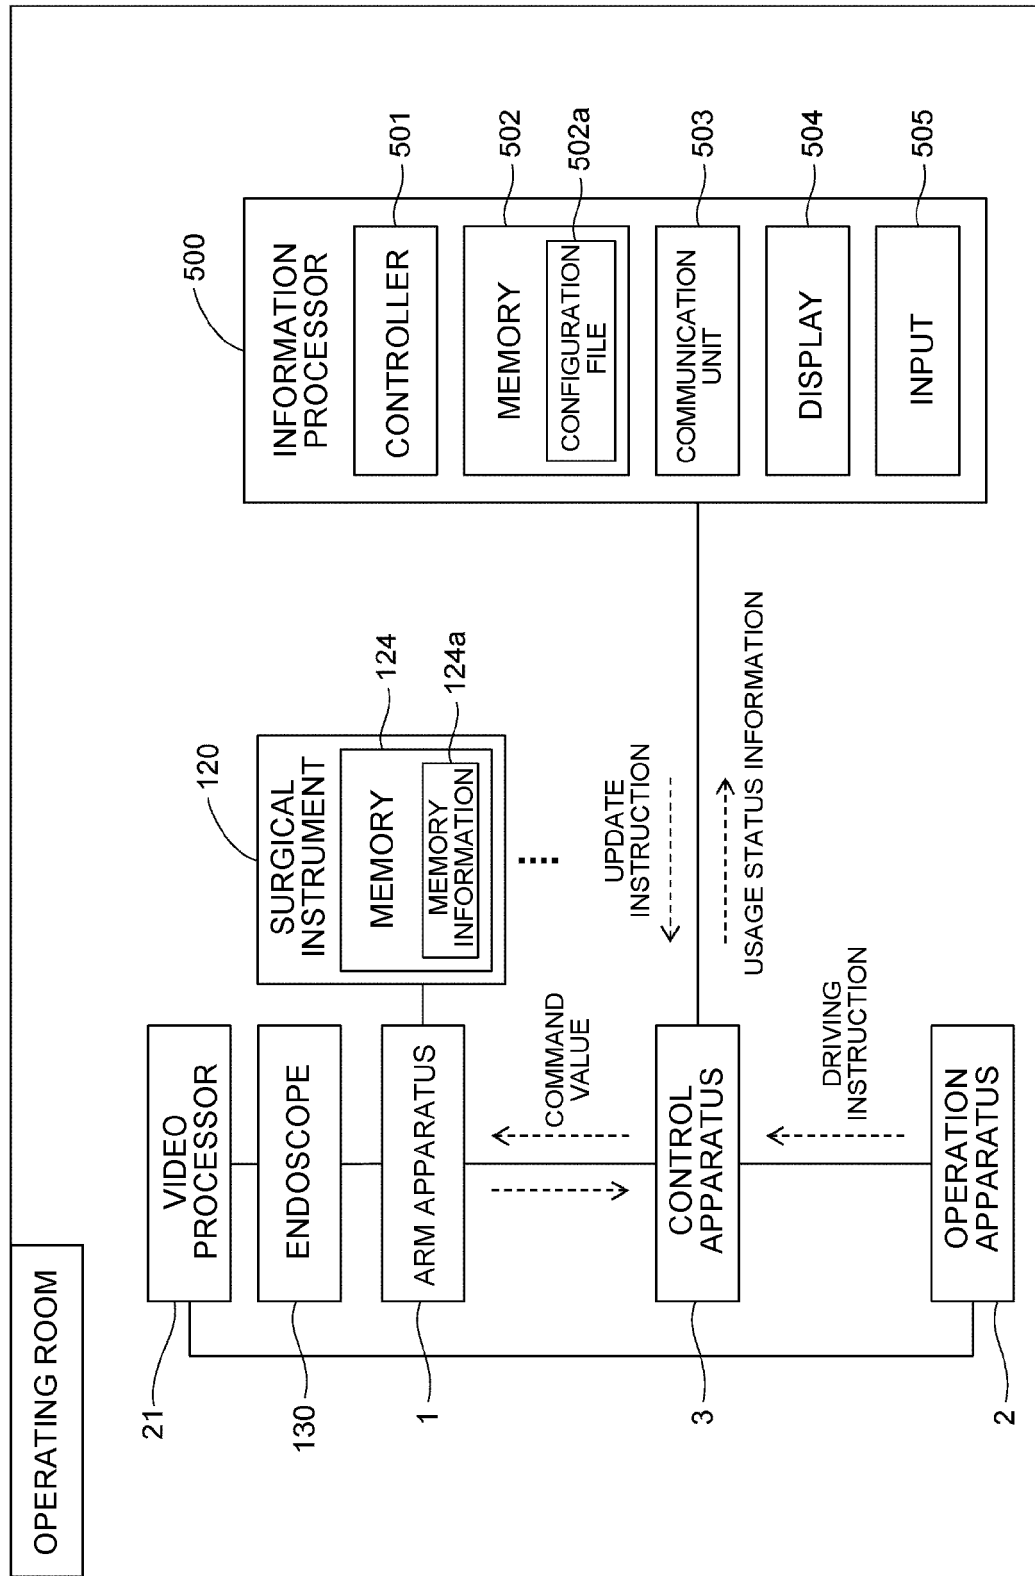 OPERATING ROOM
21
VIDEO
PROCESSOR
130
ENDOSCOPE
1
ARM APPARATUS
120
SURGICAL
INSTRUMENT
MEMORY
124
MEMORY
INFORMATION
124a
COMMAND
VALUE
3
CONTROL
APPARATUS
UPDATE
INSTRUCTION
USAGE STATUS INFORMATION
DRIVING
INSTRUCTION
2
OPERATION
APPARATUS
500
INFORMATION
PROCESSOR
CONTROLLER
501
MEMORY
502
CONFIGURATION
FILE
502a
COMMUNICATION
UNIT
503
DISPLAY
504
INPUT
505